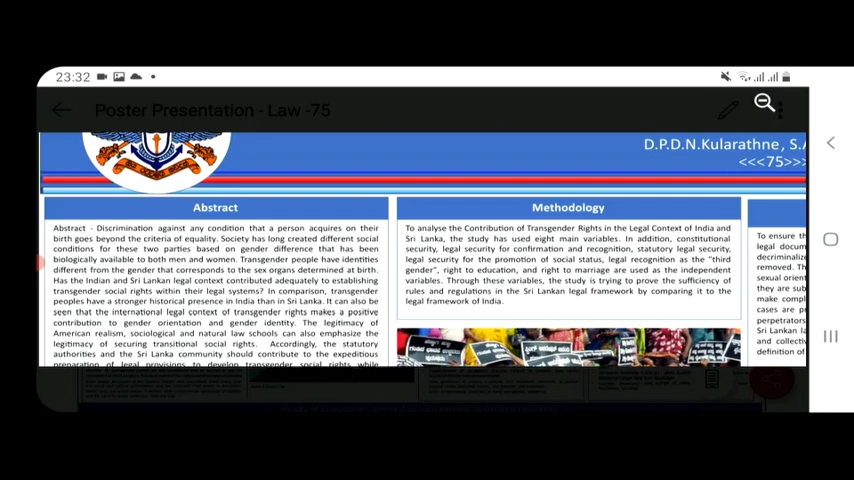 23:32
Poster Presentation - Law -75
D.P.D.N.Kularathne, S.A
<<<75>>>
Abstract
Abstract - Discrimination against any condition that a person acquires on their
birth goes beyond the criteria of equality. Society has long created different social
conditions for these two parties based on gender difference that has been
biologically available to both men and women. Transgender people have identities
different from the gender that corresponds to the sex organs determined at birth.
Has the Indian and Sri Lankan legal context contributed adequately to establishing
transgender social rights within their legal systems? In comparison, transgender
peoples have a stronger historical presence in India than in Sri Lanka. It can also be
seen that the international legal context of transgender rights makes a positive
contribution to gender orientation and gender identity. The legitimacy of
American realism, sociological and natural law schools can also emphasize the
legitimacy of securing transitional social rights. Accordingly, the statutory
authorities and the Sri Lanka community should contribute to the expeditious
preparation of legal provisions to develop transgender social rights while
Methodology
To analyse the Contribution of Transgender Rights in the Legal Context of India and
Sri Lanka, the study has used eight main variables. In addition, constitutional
security, legal security for confirmation and recognition, statutory legal security,
legal security for the promotion of social status, legal recognition as the "third
gender", right to education, and right to marriage are used as the independent
variables. Through these variables, the study is trying to prove the sufficiency of
rules and regulations in the Sri Lankan legal framework by comparing it to the
legal framework of India.
To ensure th
legal docum
decriminalize
removed. Th
sexual orient
they are sub
make compl
cases are p
perpetrators
Sri Lankan la
and collectiv
definition of